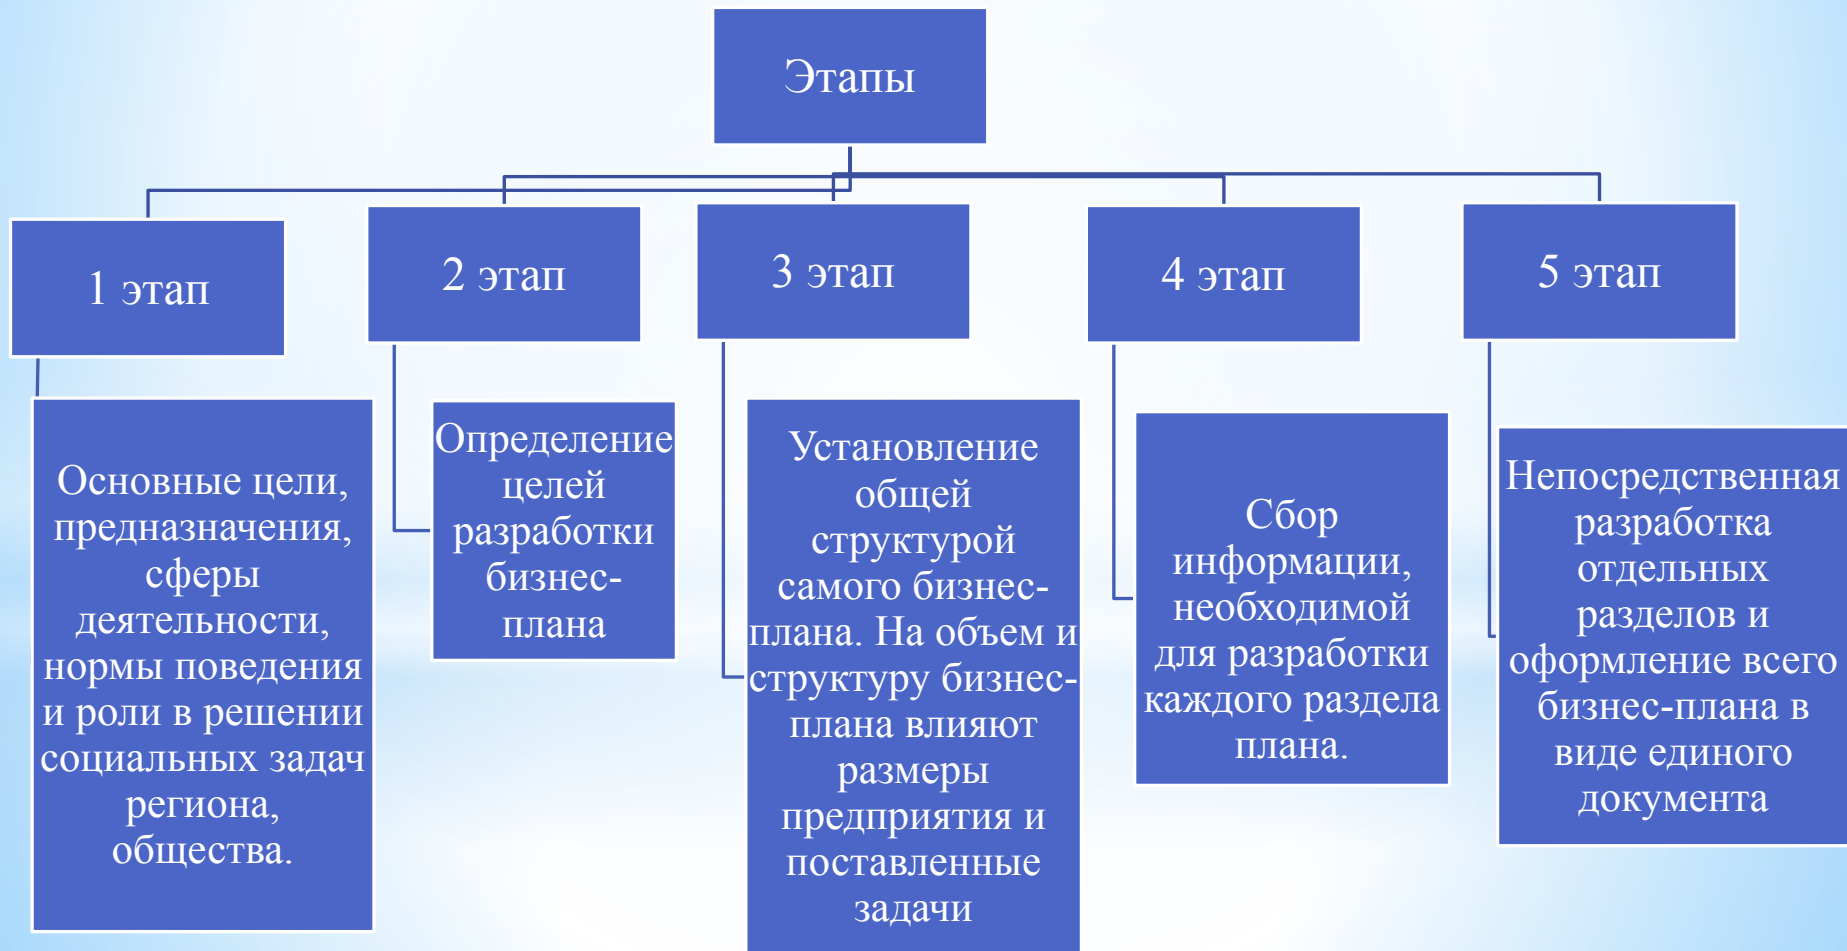 Этапы
1 этап
2 этап
3 этап
4 этап
5 этап
Основные цели,
предназначения,
сферы
деятельности,
нормы поведения
и роли в решении
социальных задач
региона,
общества.
Определение
целей
разработки
бизнес-
плана
Установление
общей
структурой
самого бизнес-
плана. На объем и
структуру бизнес-
плана влияют
размеры
предприятия и
поставленные
задачи
Сбор
информации,
необходимой
для разработки
каждого раздела
плана.
Непосредственная
разработка
отдельных
разделов и
оформление всего
бизнес-плана в
виде единого
документа